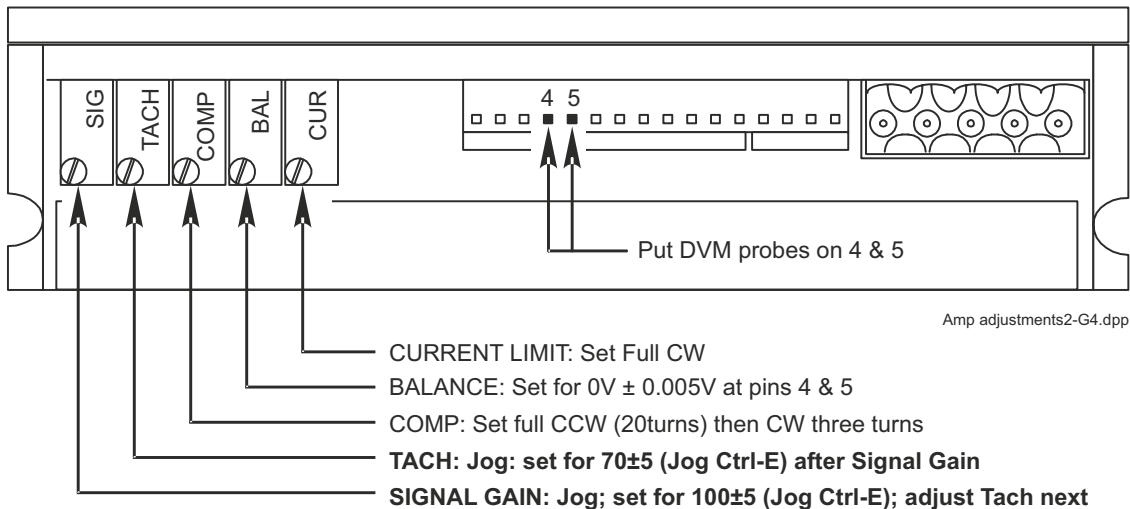 SIG
TACH
COMP
BAL
CUR
4 5
Put DVM probes on 4 & 5
Amp adjustments2-G4.dpp
CURRENT LIMIT: Set Full CW
BALANCE: Set for 0V ± 0.005V at pins 4 & 5
COMP: Set full CCW (20turns) then CW three turns
TACH: Jog: set for 70±5 (Jog Ctrl-E) after Signal Gain
SIGNAL GAIN: Jog; set for 100±5 (Jog Ctrl-E); adjust Tach next